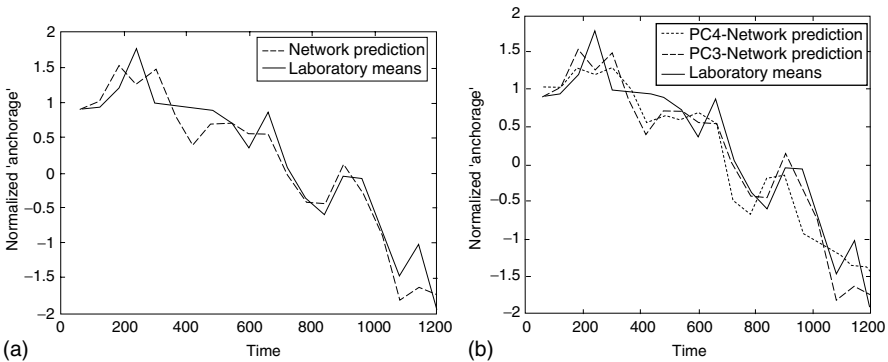 2
1.5
1
0.5
0
−0.5
−1
−1.5
−2
0 200 400 600 800 1000 1200
Normalized 'anchorage'
Time
Network prediction
Laboratory means
(a)
2
1.5
1
0.5
0
−0.5
−1
−1.5
−2
0 200 400 600 800 1000 1200
Normalized 'anchorage'
Time
PC4-Network prediction
PC3-Network prediction
Laboratory means
(b)